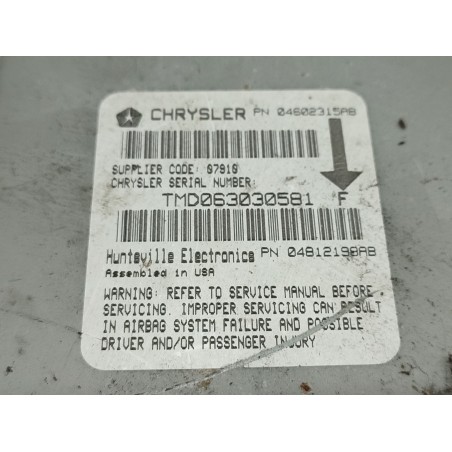 CHRYSLER PN 04602315AB
SUPPLIER CODE: 07810
CHRYSLER SERIAL NUMBER:
TMD063030581 F
Huntsville Electronics PN 04812198AB
Assembled in USA
WARNING: REFER TO SERVICE MANUAL BEFORE
SERVICING. IMPROPER SERVICING CAN RESULT
IN AIRBAG SYSTEM FAILURE AND POSSIBLE
DRIVER AND/OR PASSENGER INJURY